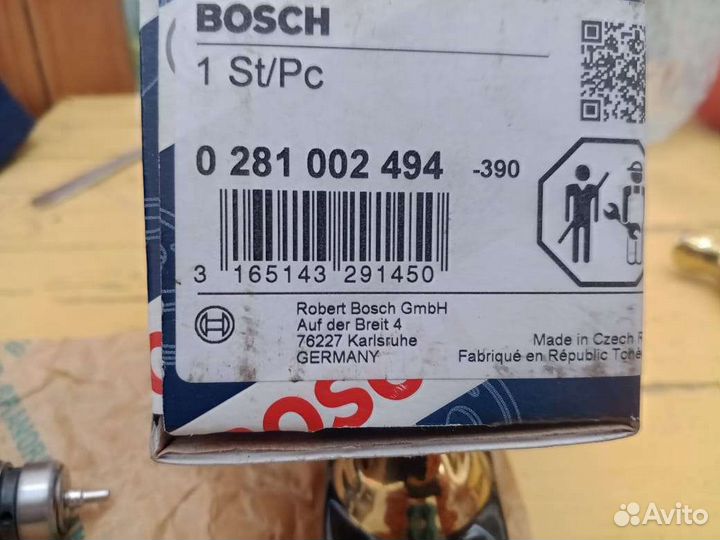 BOSCH
1 St/Pc
0 281 002 494 -390
3 165143 291450
Robert Bosch GmbH
Auf der Breit 4
76227 Karlsruhe
GERMANY
Made in Czech
Fabriqué en Républic
BOSC
Avito